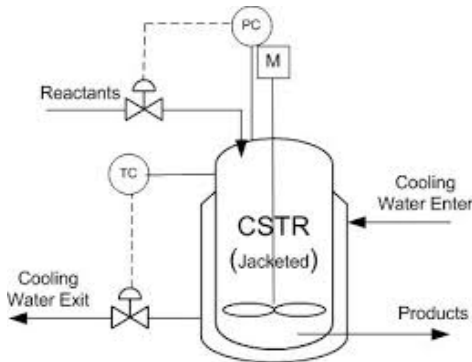 PC
M
Reactants
TC
Cooling
Water Enter
CSTR
(Jacketed)
Cooling
Water Exit
Products